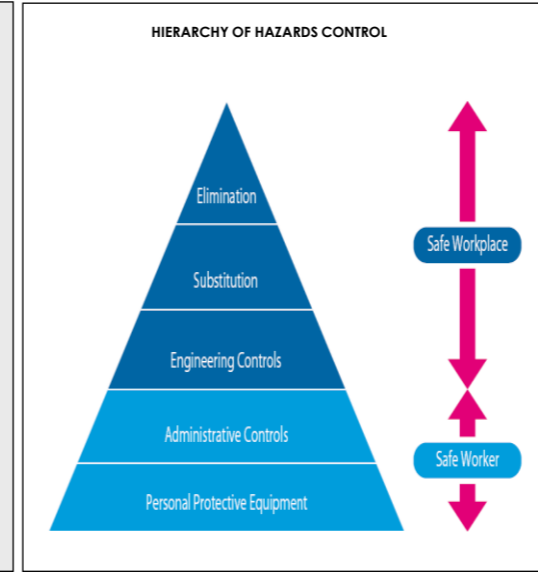 HIERARCHY OF HAZARDS CONTROL
Elimination
Substitution
Engineering Controls
Administrative Controls
Personal Protective Equipment
Safe Workplace
Safe Worker